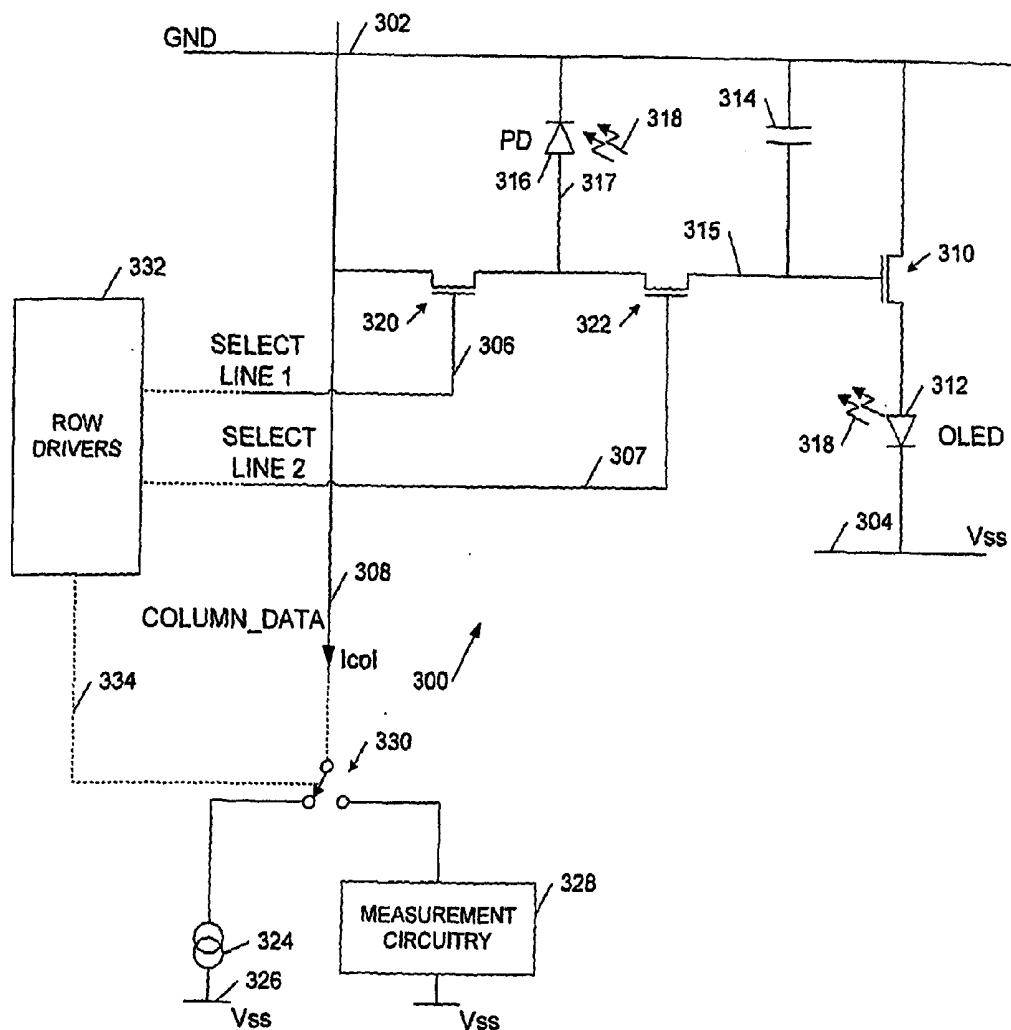 GND
302
314
PD
318
316
317
315
310
332
320
322
SELECT
LINE 1
306
312
ROW
DRIVERS
SELECT
LINE 2
318
OLED
307
304
Vss
308
COLUMN_DATA
Icol
300
334
330
328
MEASUREMENT
CIRCUITRY
324
326
Vss
Vss